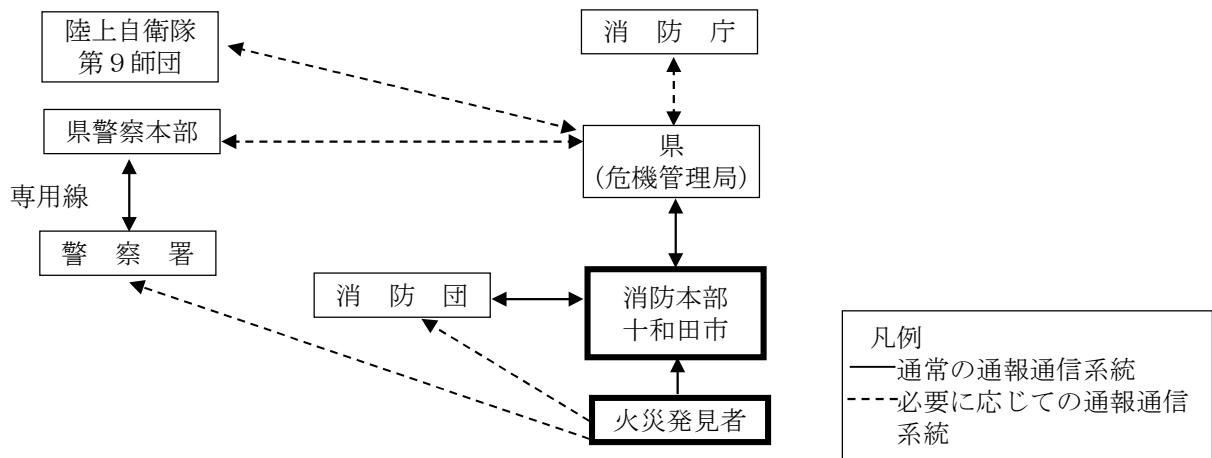 陸上自衛隊
第９師団
消　防　庁
県警察本部
県
（危機管理局）
専用線
警　察　署
消　防　団
消防本部
十和田市
火災発見者
凡例
通常の通報通信系統
必要に応じての通報通信
系統